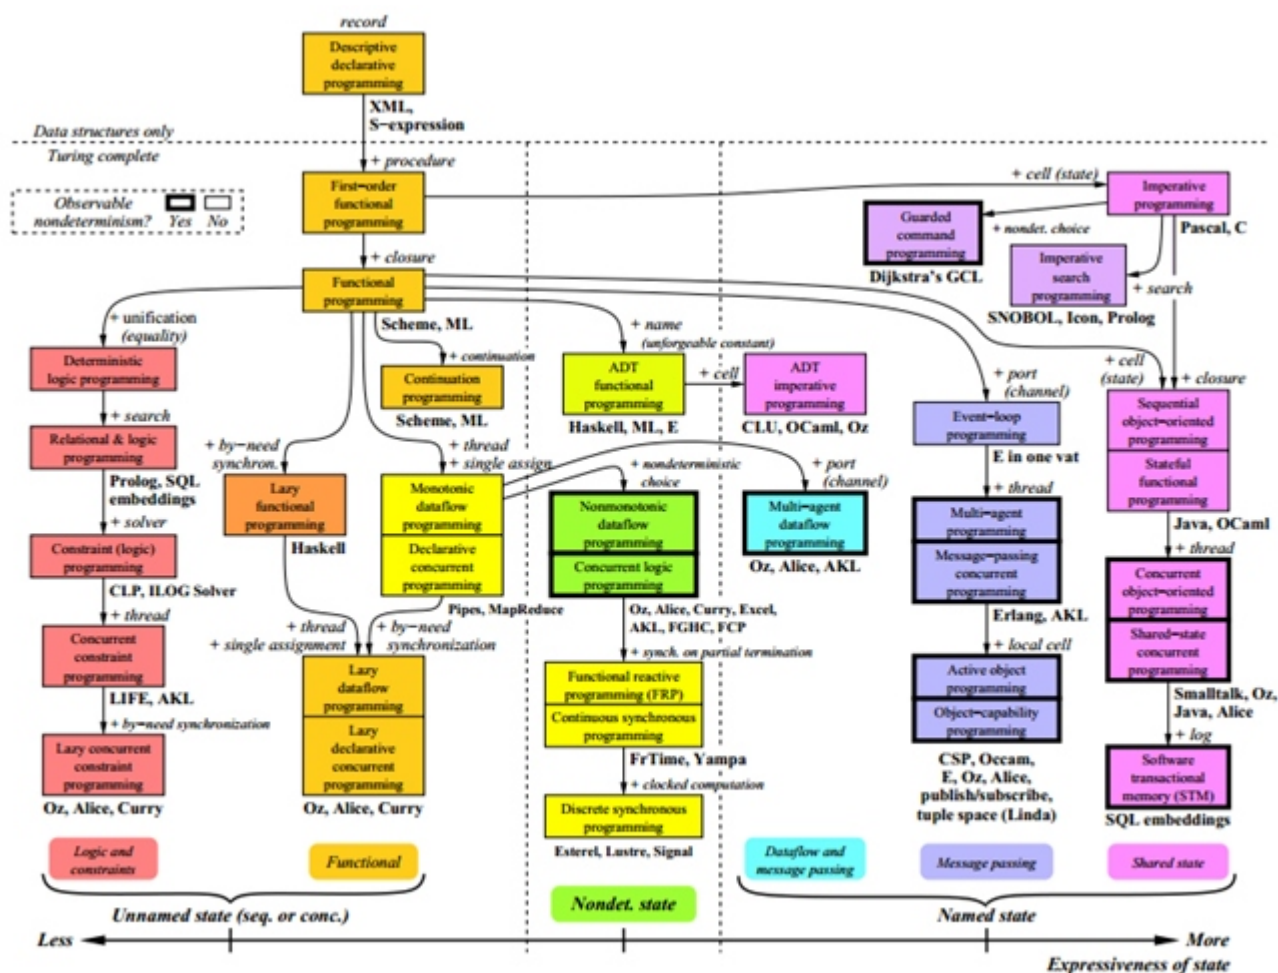 record
Descriptive
declarative
programming
XML,
S−expression
Data structures only
Turing complete
+ procedure
Observable
nondeterminism?
Yes No
First−order
functional
programming
+ cell (state)
Imperative
programming
Pascal, C
Guarded
command
programming
+ nondet. choice
Dijkstra's GCL
Imperative
search
programming
+ search
SNOBOL, Icon, Prolog
+ closure
Functional
programming
Scheme, ML
+ unification
(equality)
+ continuation
Continuation
programming
Scheme, ML
+ name
(unforgeable constant)
ADT
functional
programming
Haskell, ML, E
+ cell
ADT
imperative
programming
CLU, OCaml, Oz
+ port
(channel)
Event−loop
programming
E in one vat
+ cell
(state)
+ closure
Sequential
object−oriented
programming
Stateful
functional
programming
Java, OCaml
Deterministic
logic programming
+ search
Relational & logic
programming
Prolog, SQL
embeddings
+ solver
Constraint (logic)
programming
CLP, ILOG Solver
+ thread
Concurrent
constraint
programming
LIFE, AKL
+ by−need synchronization
Lazy concurrent
constraint
programming
Oz, Alice, Curry
+ by−need
synchron.
Lazy
functional
programming
Haskell
+ thread
+ single assign.
Monotonic
dataflow
programming
Declarative
concurrent
programming
Pipes, MapReduce
+ thread
+ single assignment
+ by−need
synchronization
Lazy
dataflow
programming
Lazy
declarative
concurrent
programming
Oz, Alice, Curry
+ nondeterministic
choice
Nonmonotonic
dataflow
programming
Concurrent logic
programming
Oz, Alice, Curry, Excel,
AKL, FGHC, FCP
+ synch. on partial termination
Functional reactive
programming (FRP)
Continuous synchronous
programming
FrTime, Yampa
+ clocked computation
Discrete synchronous
programming
Esterel, Lustre, Signal
+ port
(channel)
Multi−agent
dataflow
programming
Oz, Alice, AKL
+ thread
Multi−agent
programming
Message−passing
concurrent
programming
Erlang, AKL
+ local cell
Active object
programming
Object−capability
programming
CSP, Occam,
E, Oz, Alice,
publish/subscribe,
tuple space (Linda)
+ thread
Concurrent
object−oriented
programming
Shared−state
concurrent
programming
Smalltalk, Oz,
Java, Alice
+ log
Software
transactional
memory (STM)
SQL embeddings
Logic and
constraints
Functional
Dataflow and
message passing
Message passing
Shared state
Unnamed state (seq. or conc.)
Nondet. state
Named state
Less
More
Expressiveness of state